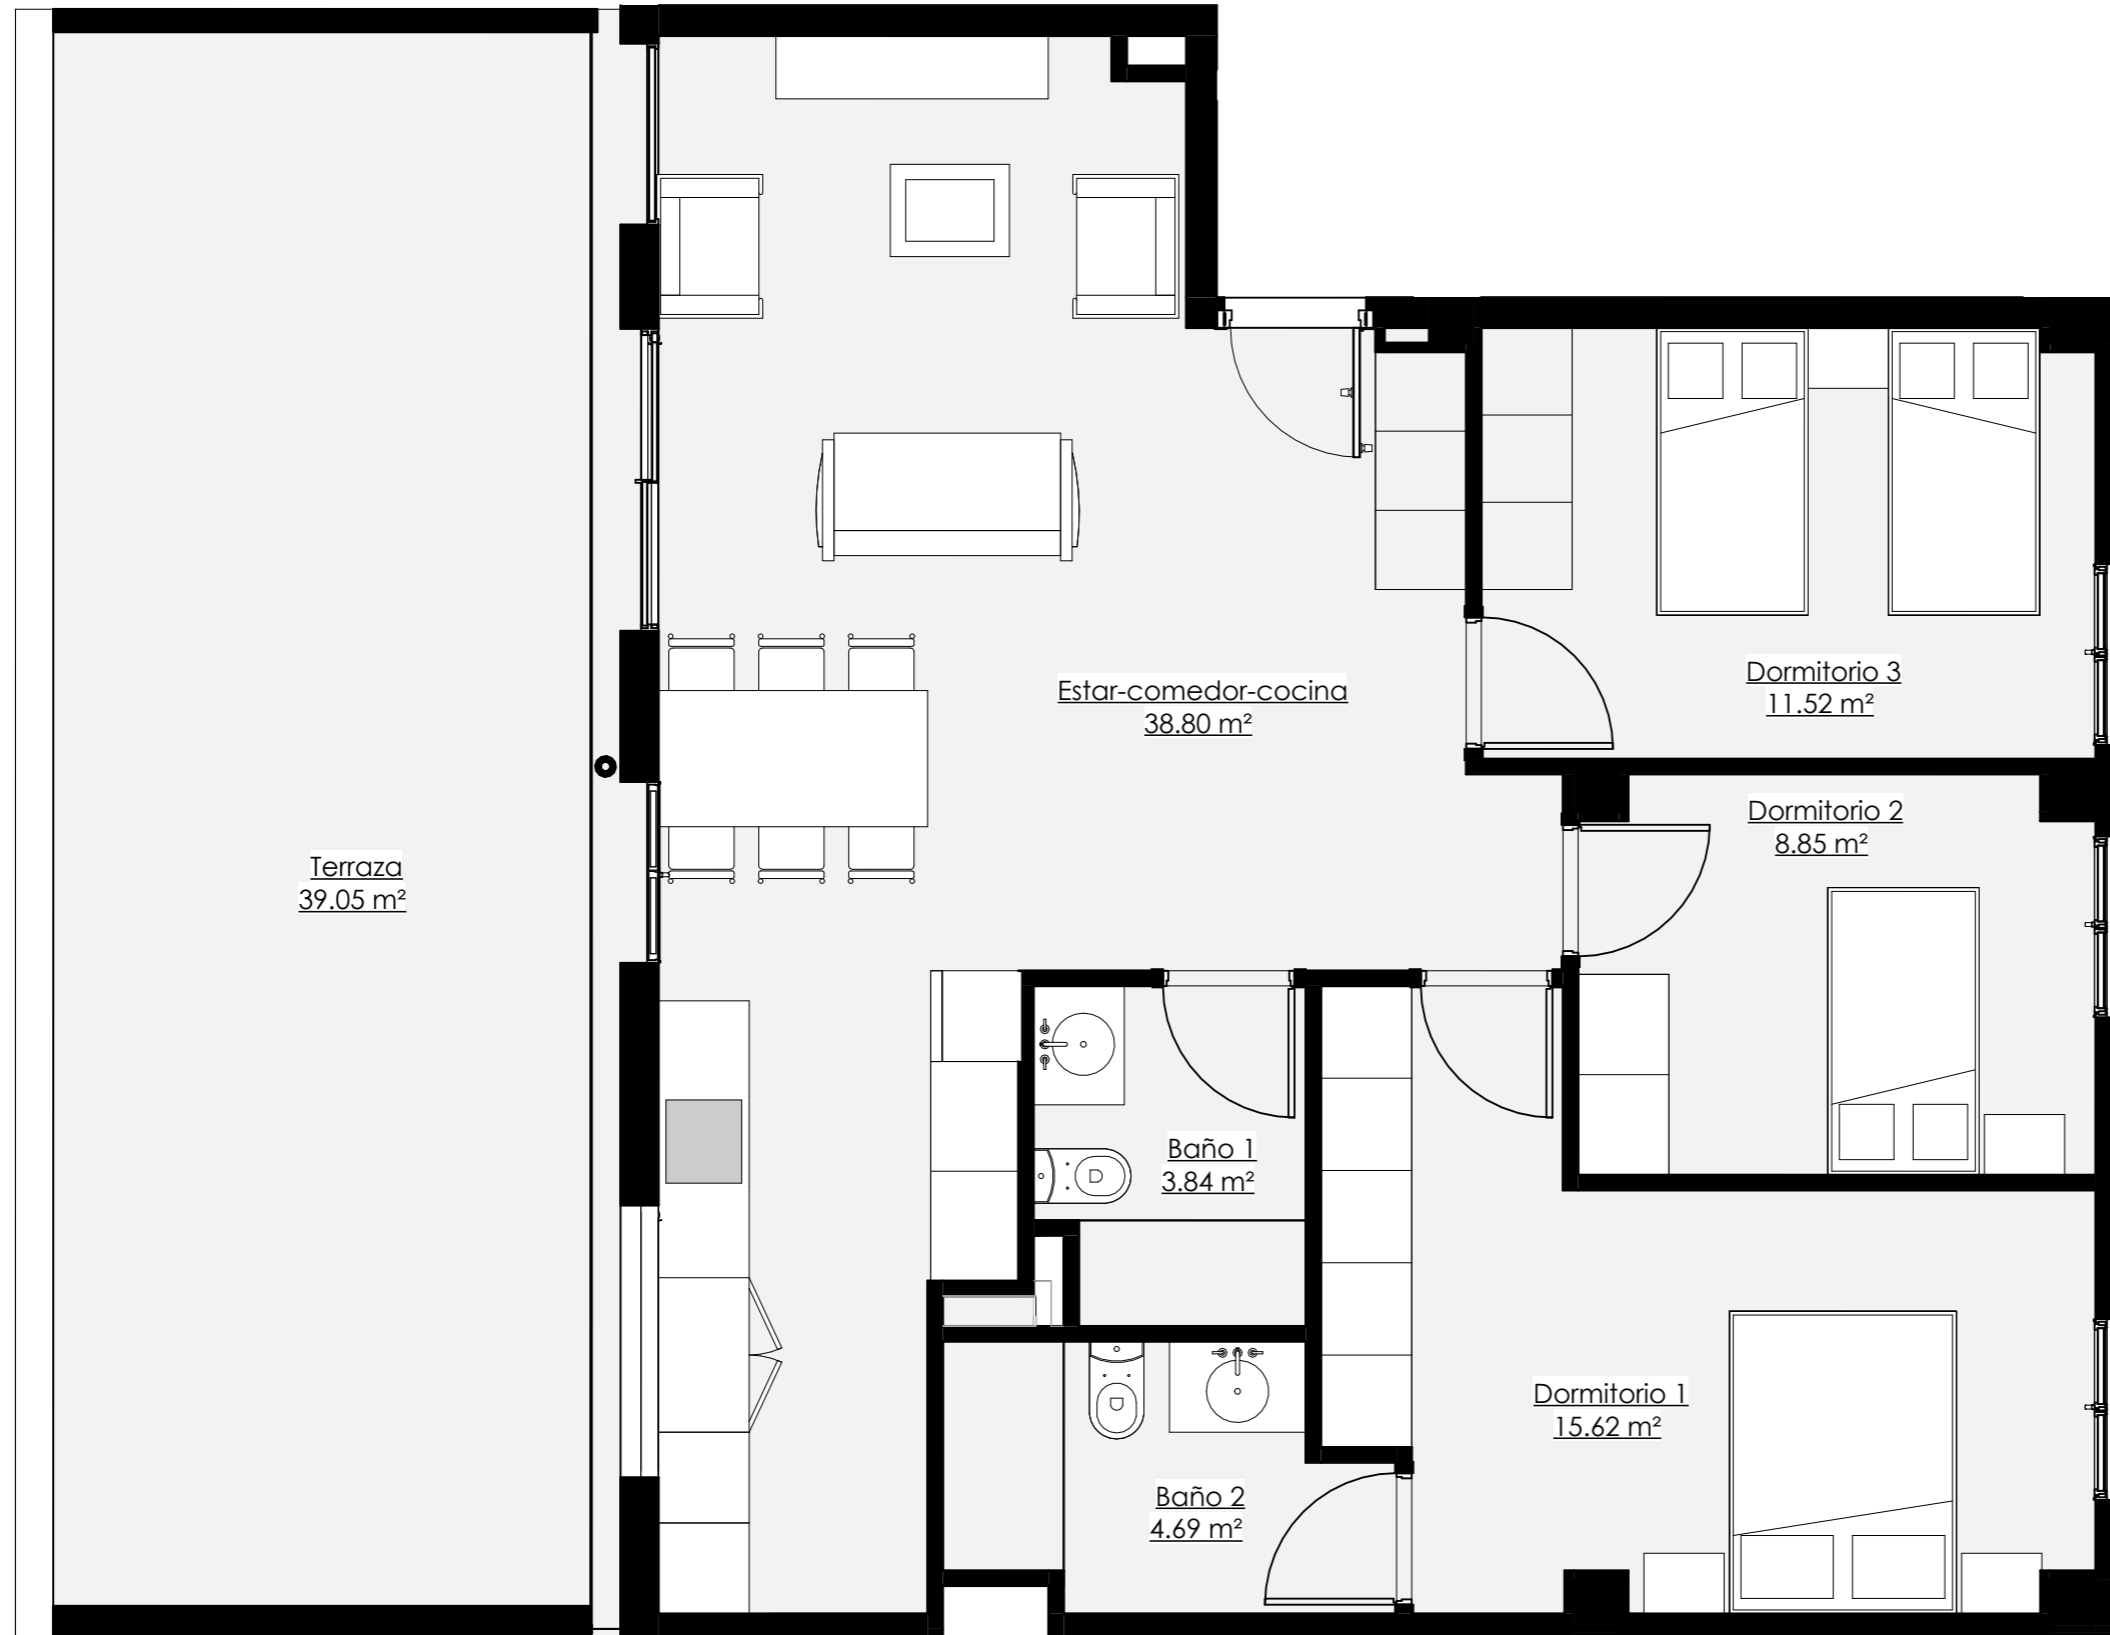 Dormitorio 3
11.52 m²
Estar-comedor-cocina
38.80 m²
Dormitorio 2
8.85 m²
Terraza
39.05 m²
Baño 1
3.84 m²
Dormitorio 1
15.62 m²
Baño 2
4.69 m²